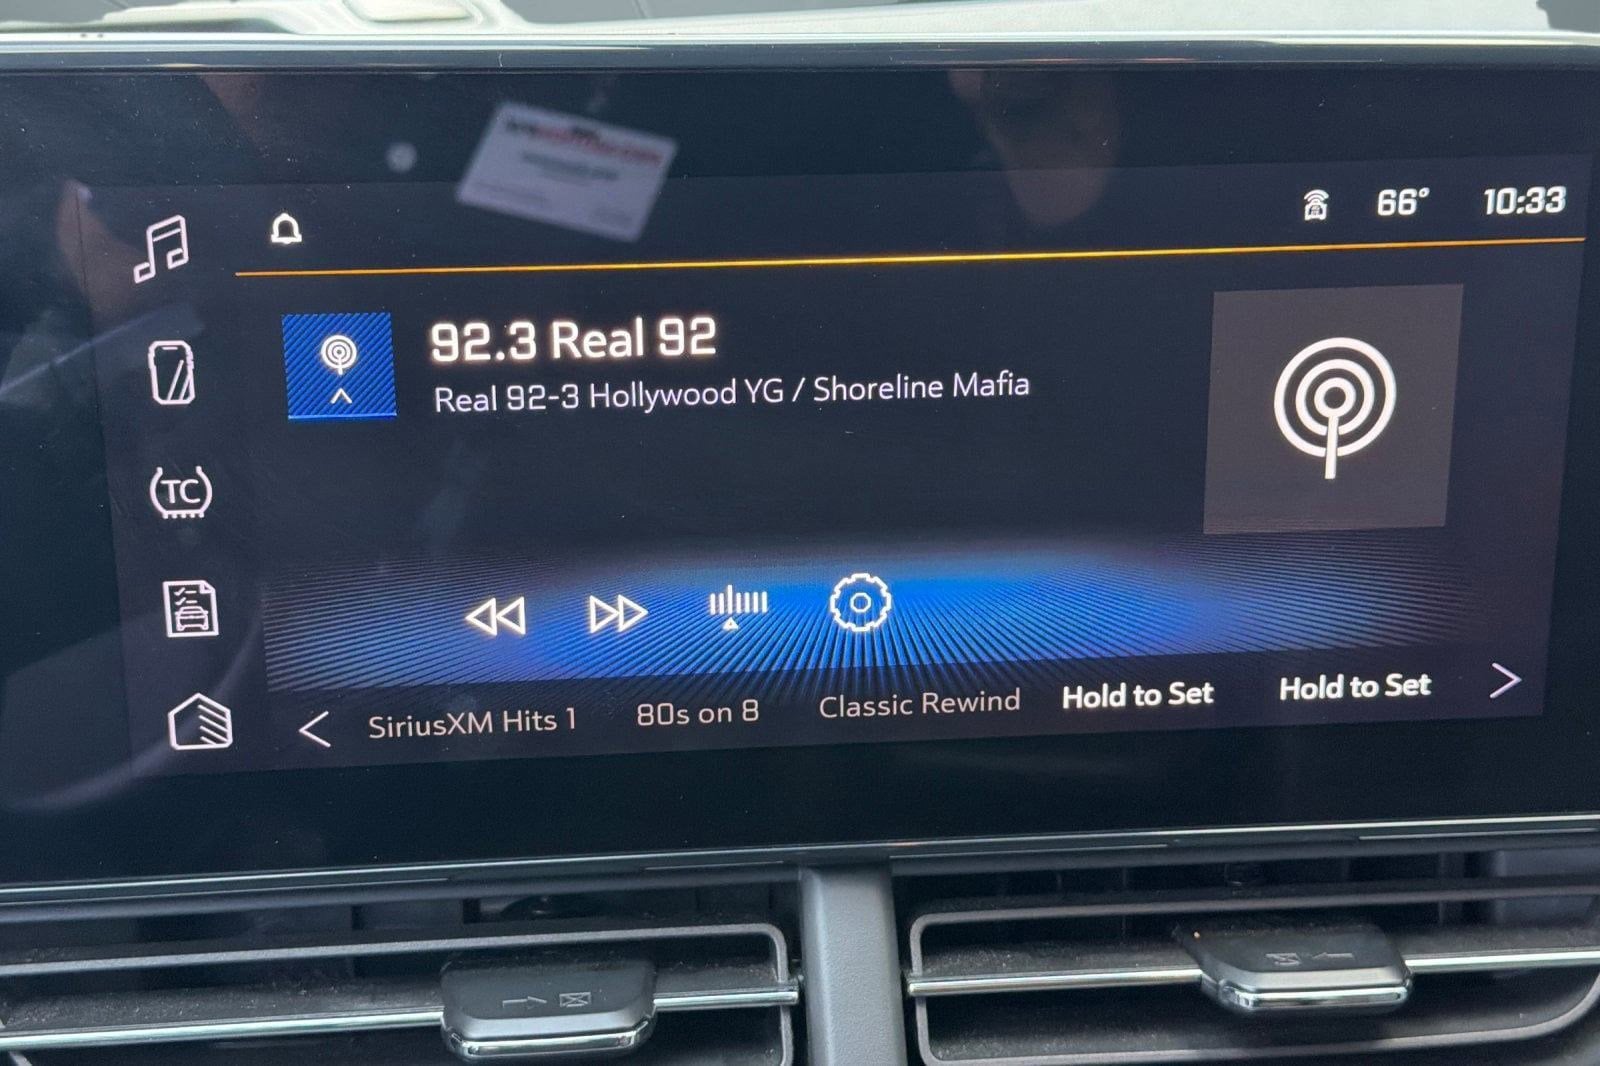 66° 10:33
92.3 Real 92
Real 92-3 Hollywood YG / Shoreline Mafia
TC
SiriusXM Hits 1 80s on 8 Classic Rewind Hold to Set Hold to Set